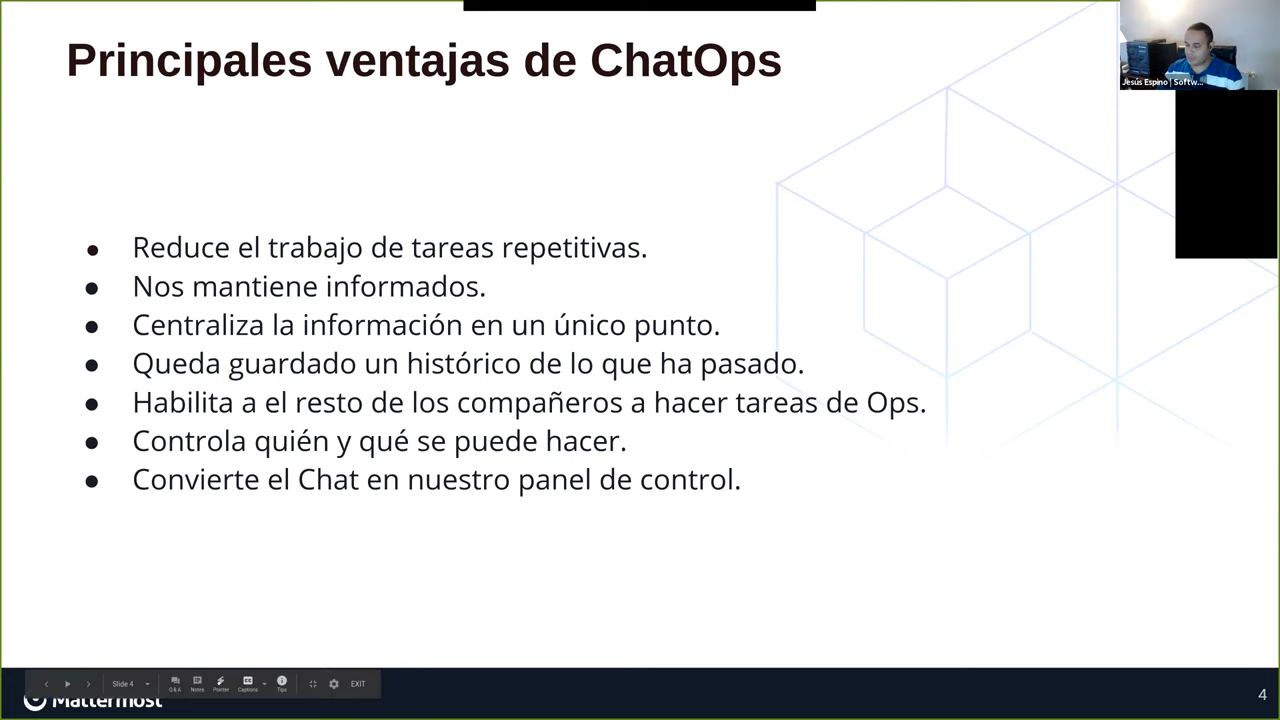 Principales ventajas de ChatOps
Jesús Espino | Softw...
● Reduce el trabajo de tareas repetitivas.
● Nos mantiene informados.
● Centraliza la información en un único punto.
● Queda guardado un histórico de lo que ha pasado.
● Habilita a el resto de los compañeros a hacer tareas de Ops.
● Controla quién y qué se puede hacer.
● Convierte el Chat en nuestro panel de control.
Slide 4
Q & A
Notes
Pointer
Captions
Tips
EXIT
Mattermost
4